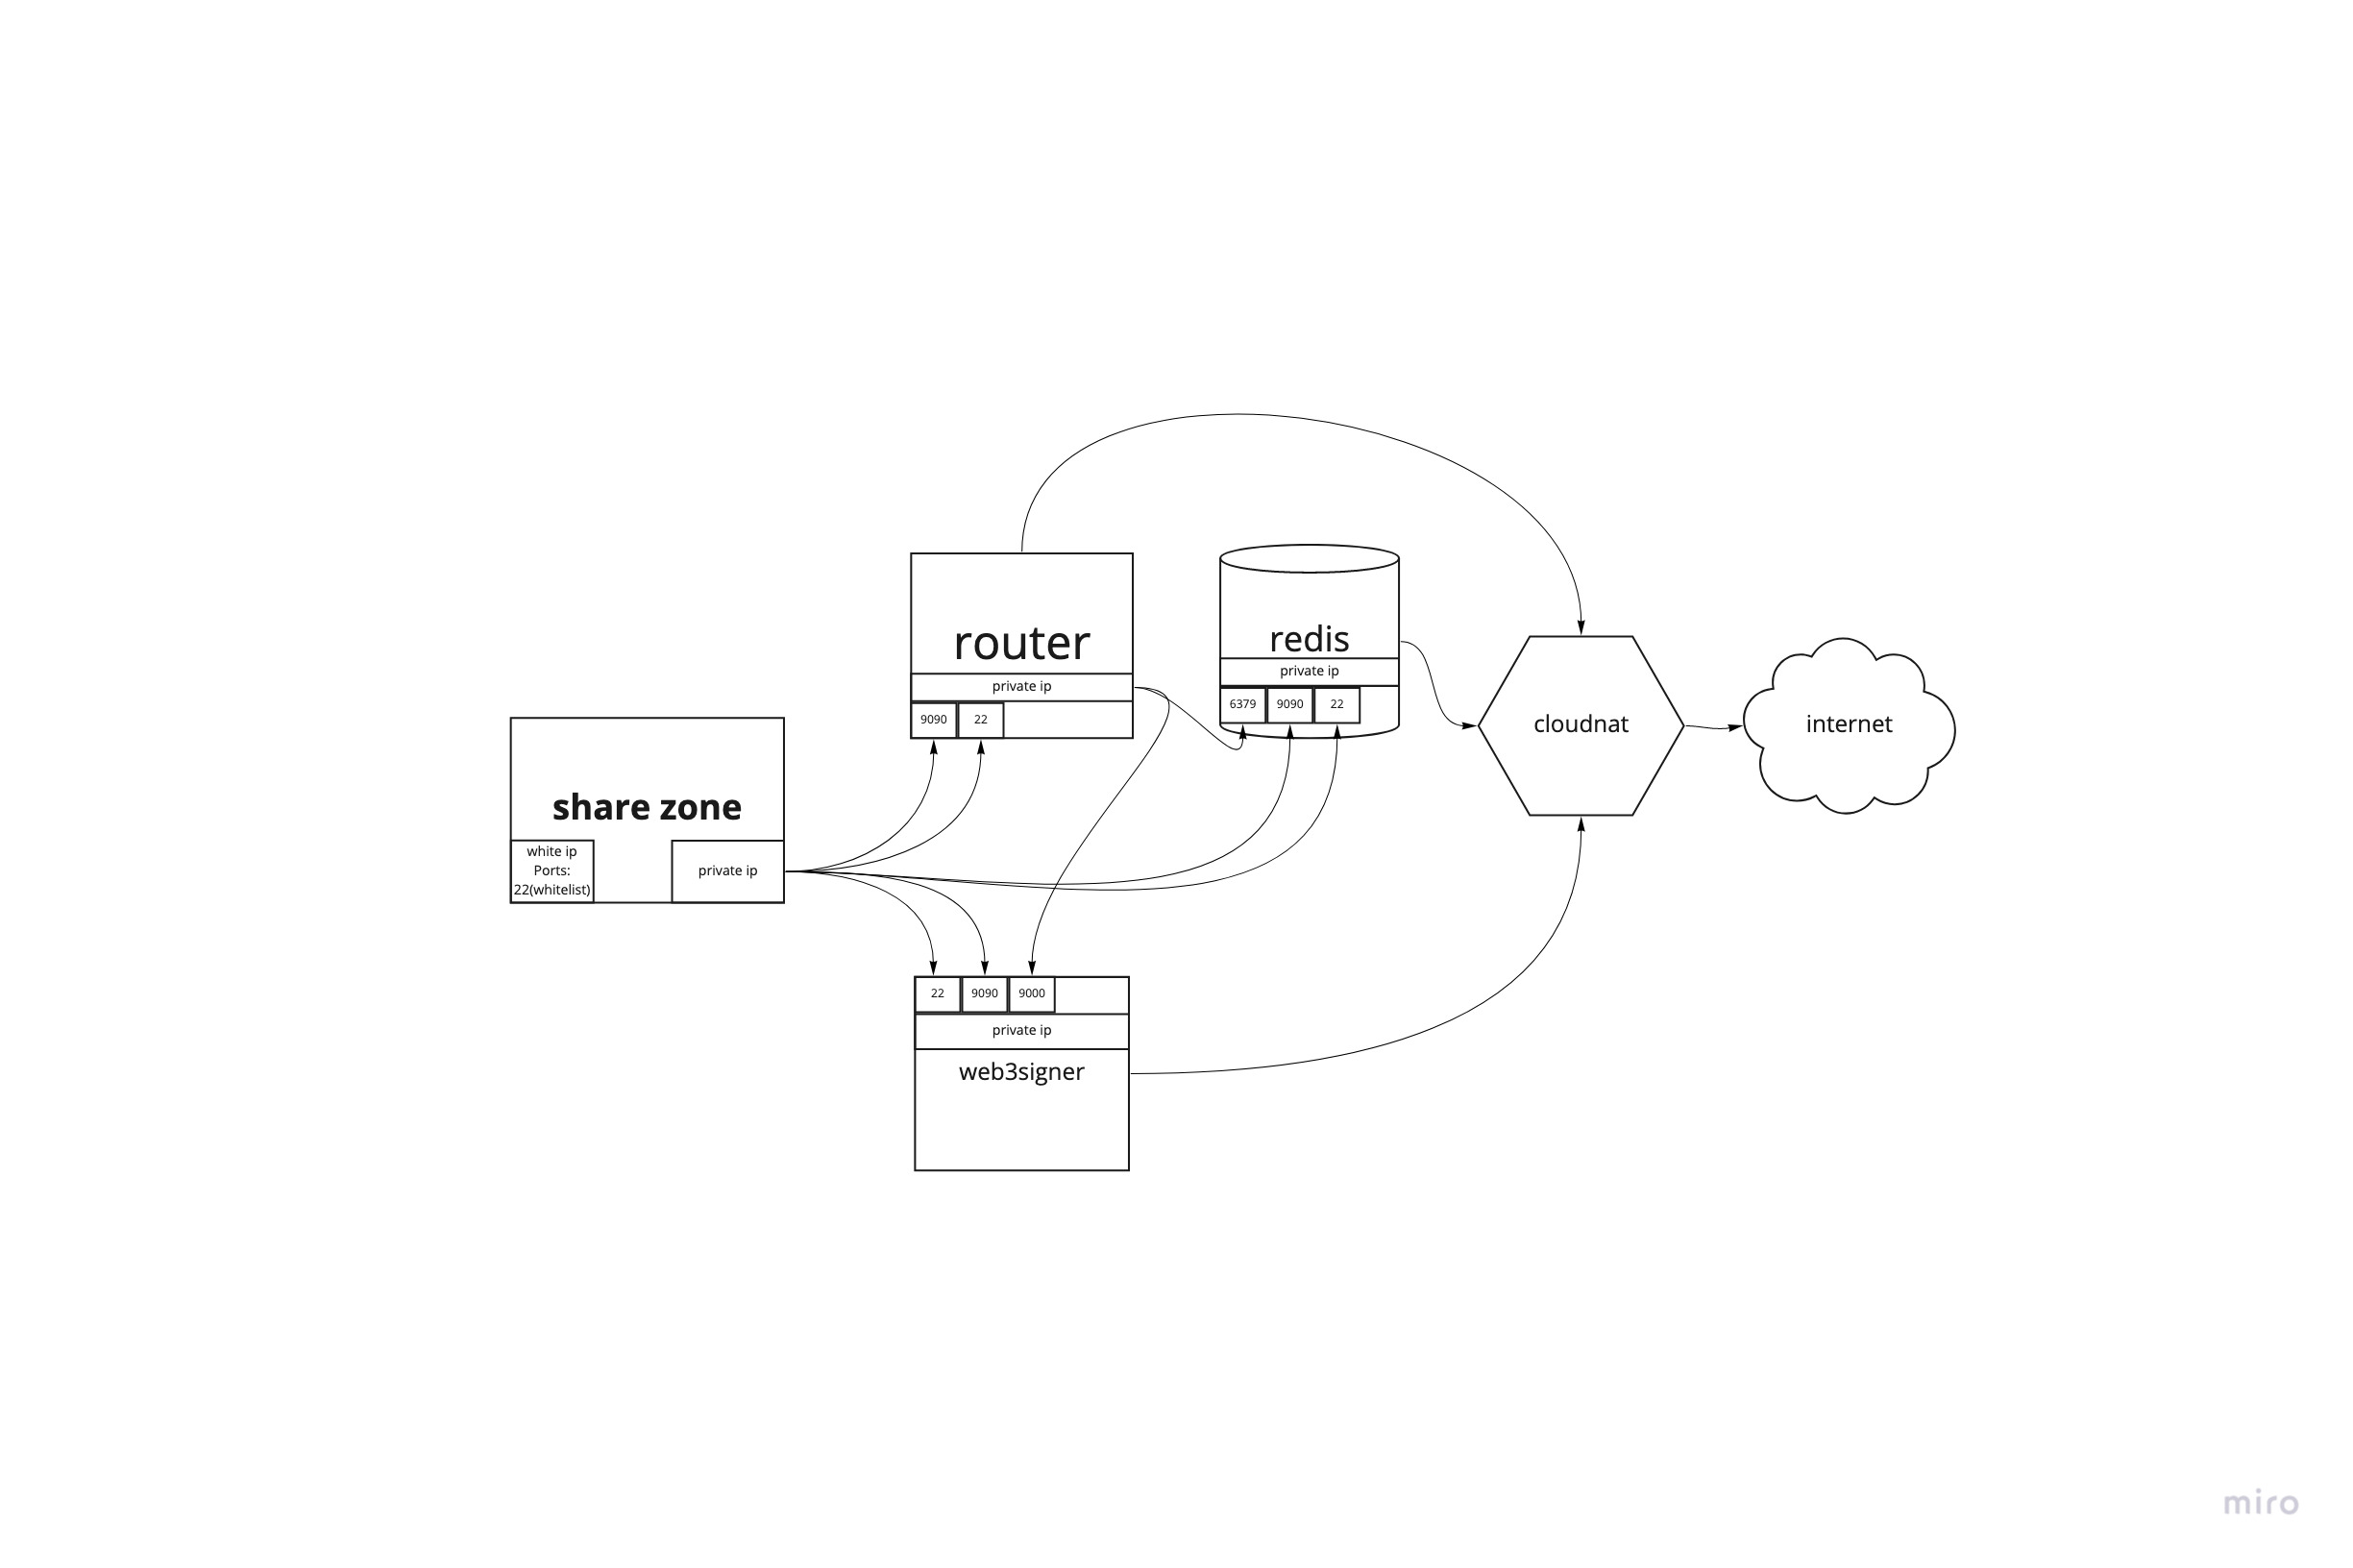 router
private ip
9090
22
redis
private ip
6379
9090
22
cloudnat
internet
share zone
white ip
Ports:
22(whitelist)
private ip
22
9090
9000
private ip
web3signer
miro